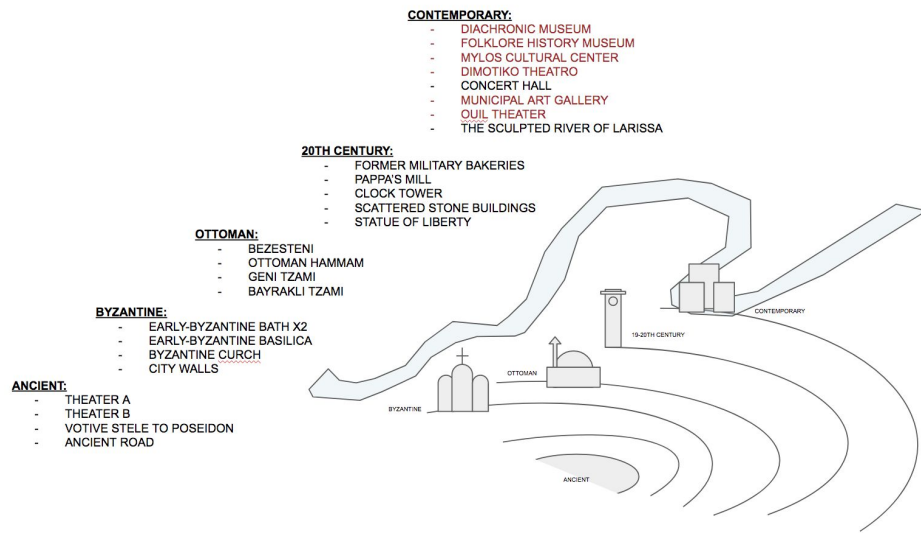 CONTEMPORARY:
- DIACHRONIC MUSEUM
- FOLKLORE HISTORY MUSEUM
- MYLOS CULTURAL CENTER
- DIMOTIKO THEATRO
- CONCERT HALL
- MUNICIPAL ART GALLERY
- OUIL THEATER
- THE SCULPTED RIVER OF LARISSA
20TH CENTURY:
- FORMER MILITARY BAKERIES
- PAPPA'S MILL
- CLOCK TOWER
- SCATTERED STONE BUILDINGS
- STATUE OF LIBERTY
OTTOMAN:
- BEZESTENI
- OTTOMAN HAMMAM
- GENI TZAMI
- BAYRAKLI TZAMI
BYZANTINE:
- EARLY-BYZANTINE BATH X2
- EARLY-BYZANTINE BASILICA
- BYZANTINE CURCH
- CITY WALLS
ANCIENT:
- THEATER A
- THEATER B
- VOTIVE STELE TO POSEIDON
- ANCIENT ROAD
CONTEMPORARY
19-20TH CENTURY
OTTOMAN
BYZANTINE
ANCIENT